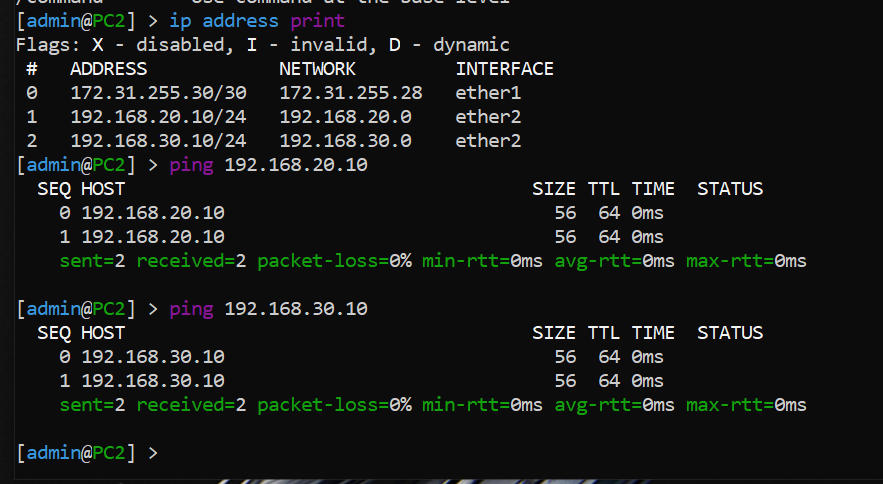 [admin@PC2] > ip address print
Flags: X - disabled, I - invalid, D - dynamic
# ADDRESS NETWORK INTERFACE
0 172.31.255.30/30 172.31.255.28 ether1
1 192.168.20.10/24 192.168.20.0 ether2
2 192.168.30.10/24 192.168.30.0 ether2
[admin@PC2] > ping 192.168.20.10
SEQ HOST SIZE TTL TIME STATUS
0 192.168.20.10 56 64 0ms
1 192.168.20.10 56 64 0ms
sent=2 received=2 packet-loss=0% min-rtt=0ms avg-rtt=0ms max-rtt=0ms
[admin@PC2] > ping 192.168.30.10
SEQ HOST SIZE TTL TIME STATUS
0 192.168.30.10 56 64 0ms
1 192.168.30.10 56 64 0ms
sent=2 received=2 packet-loss=0% min-rtt=0ms avg-rtt=0ms max-rtt=0ms
[admin@PC2] >